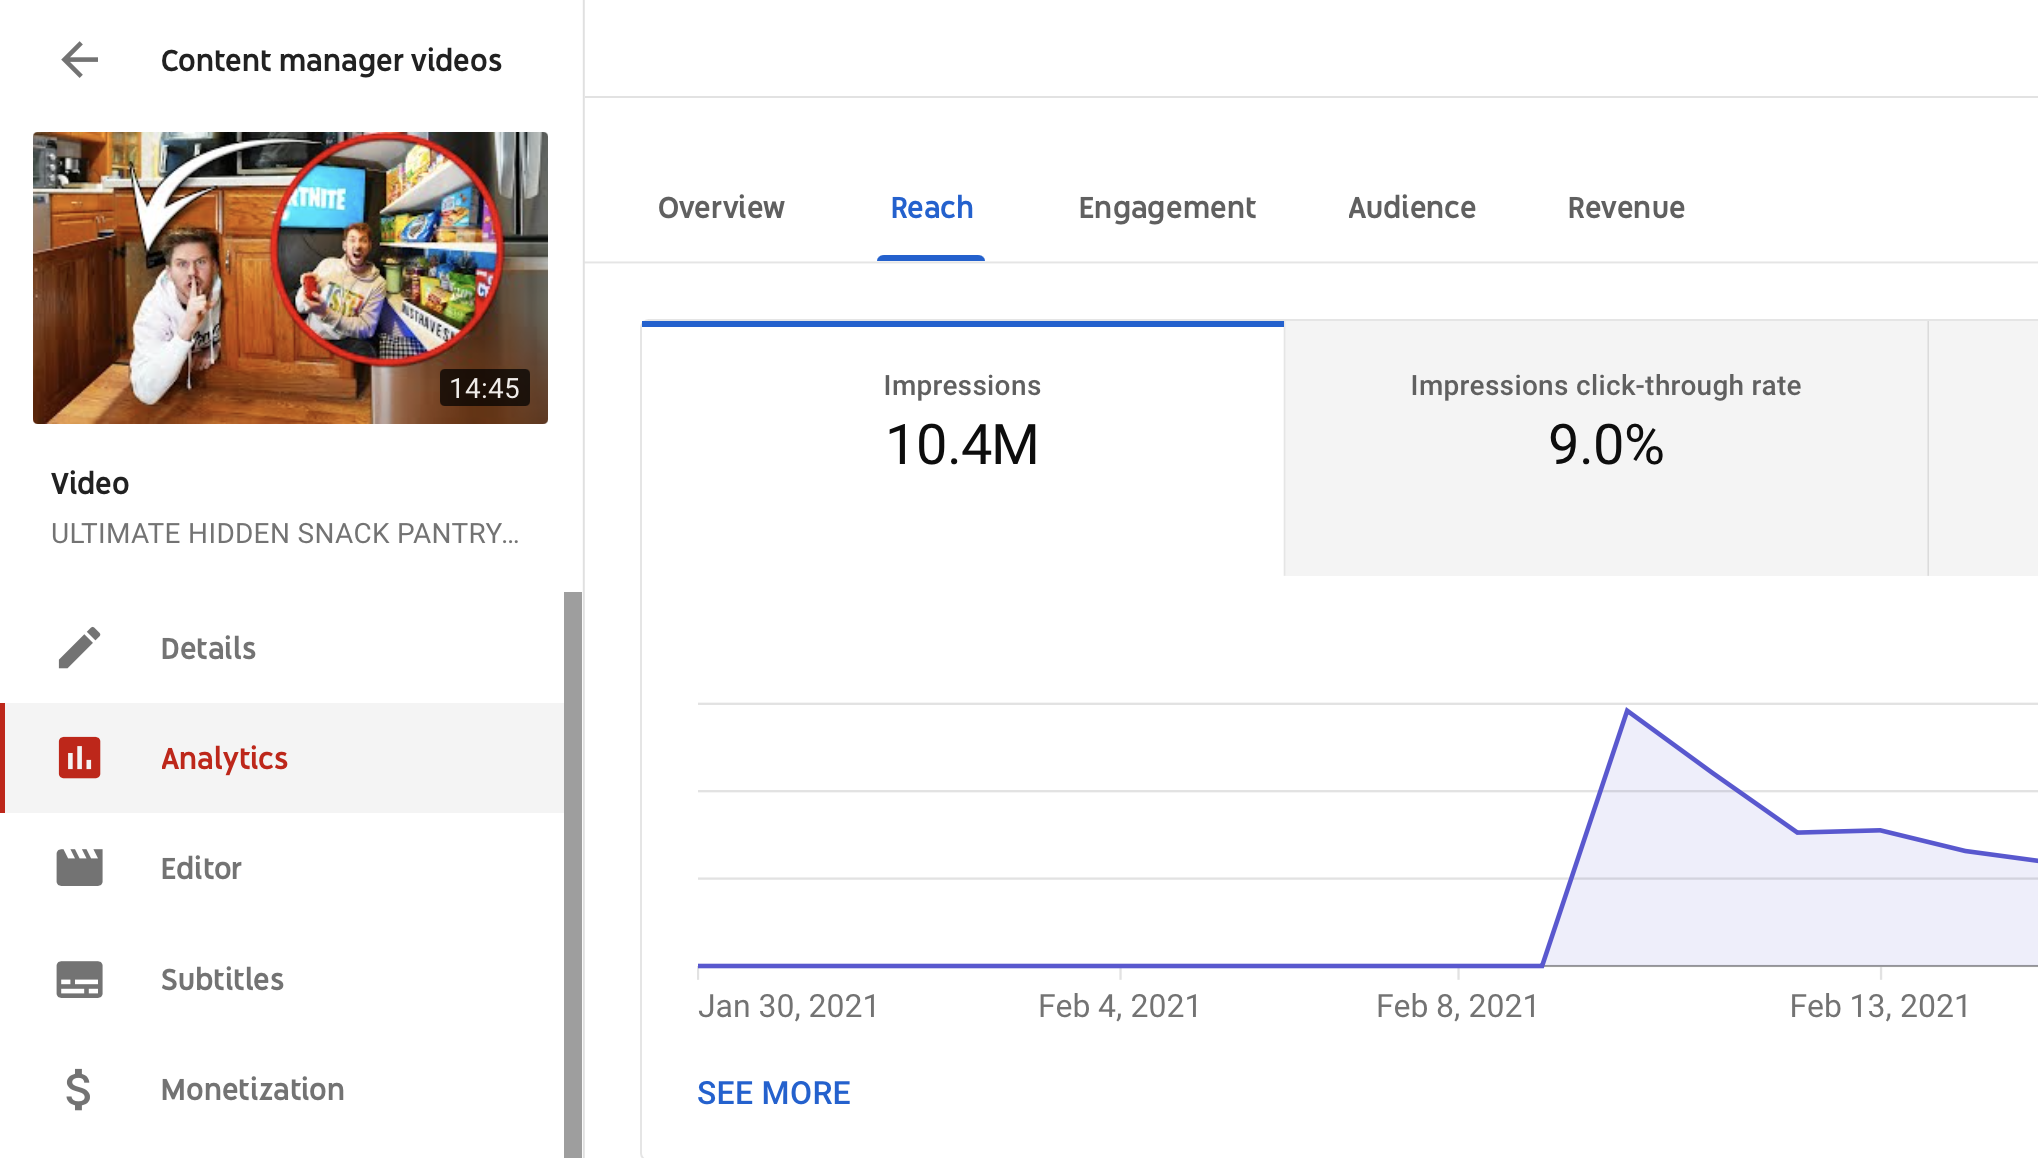 Content manager videos
TNITE
14:45
Video
ULTIMATE HIDDEN SNACK PANTRY...
Details
Analytics
Editor
Subtitles
Monetization
Overview
Reach
Engagement
Audience
Revenue
Impressions
10.4M
Impressions click-through rate
9.0%
Jan 30, 2021
Feb 4, 2021
Feb 8, 2021
Feb 13, 2021
SEE MORE